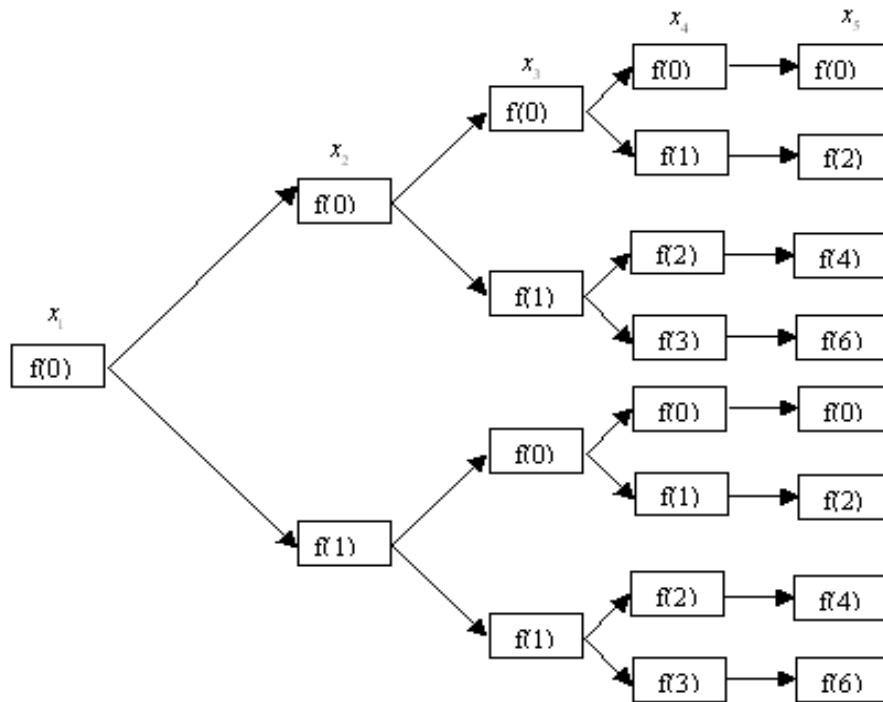 x₁
f(0)
x₂
f(0)
f(1)
x₃
f(0)
f(1)
f(0)
f(1)
x₄
f(0)
f(1)
f(2)
f(3)
f(0)
f(1)
f(2)
f(3)
x₅
f(0)
f(2)
f(4)
f(6)
f(0)
f(2)
f(4)
f(6)